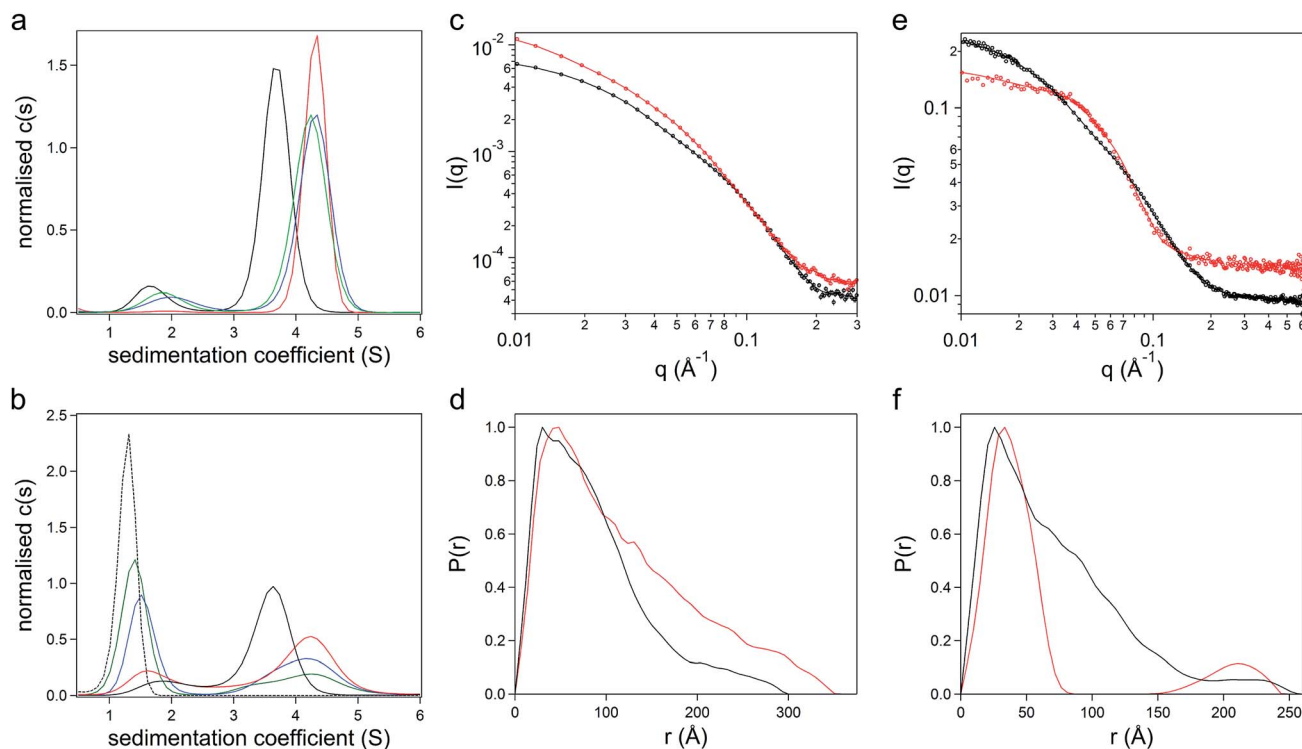 a
normalised c(s)
1.5
1.0
0.5
0.0
1 2 3 4 5 6
sedimentation coefficient (S)
b
normalised c(s)
2.5
2.0
1.5
1.0
0.5
0.0
1 2 3 4 5 6
sedimentation coefficient (S)
c
I(q)
10⁻²
6
4
2
10⁻³
6
4
2
10⁻⁴
6
4
0.01 2 3 4 5 6 7 8 0.1 2 3
q (Å⁻¹)
d
P(r)
1.0
0.8
0.6
0.4
0.2
0.0
0 100 200 300
r (Å)
e
I(q)
2
0.1
6
5
4
3
2
0.01
0.01 2 3 4 5 6 7 0.1 2 3 4 5 6
q (Å⁻¹)
f
P(r)
1.0
0.8
0.6
0.4
0.2
0.0
0 50 100 150 200 250
r (Å)